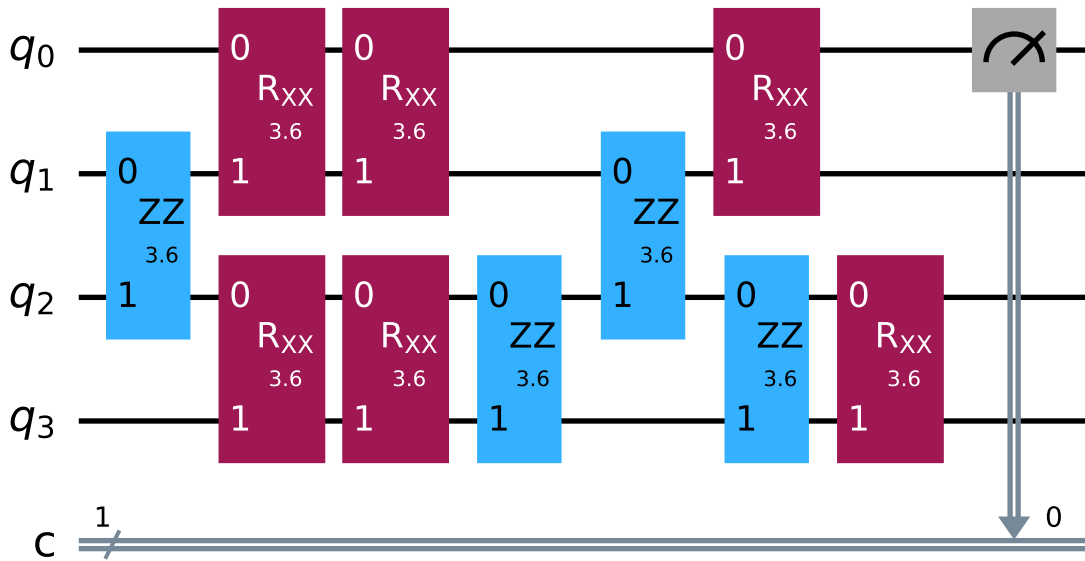 q0 0 0 0
RXX RXX RXX
3.6 3.6 3.6
q1 0 1 1 0 1
ZZ ZZ
3.6 3.6
q2 1 0 0 0 1 0 0
RXX RXX ZZ ZZ RXX
3.6 3.6 3.6 3.6 3.6
q3 1 1 1 1 1
1 0
c